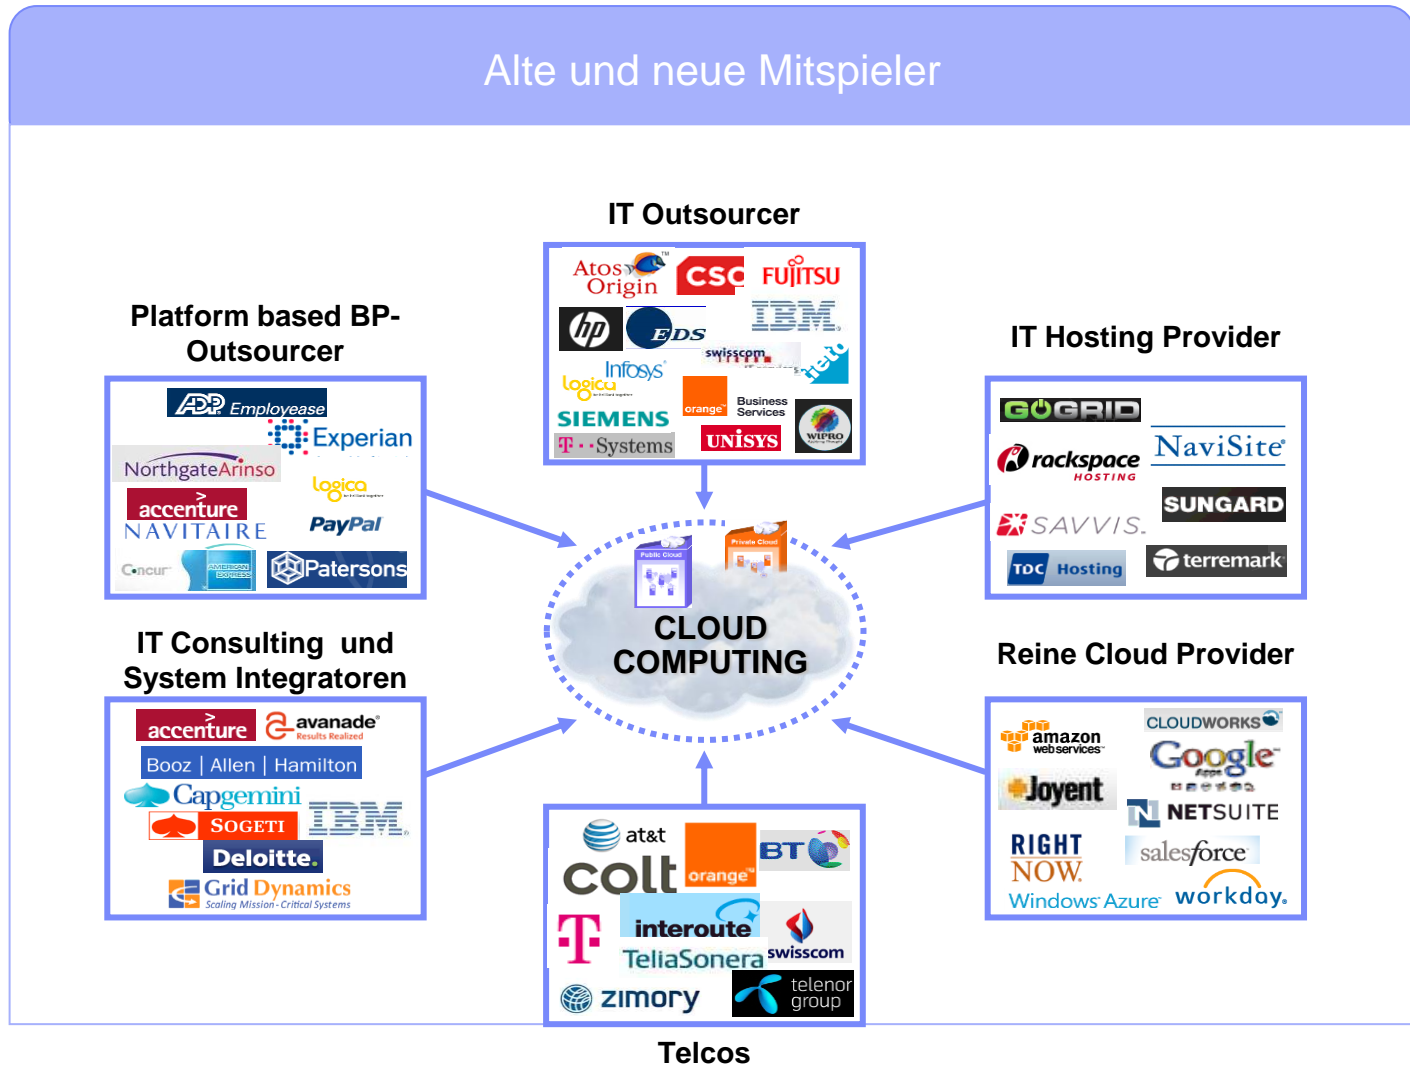 Alte und neue Mitspieler
IT Outsourcer
Atos
Origin
CSC
FUJITSU
hp
EDS
IBM
swisscom
tieto
Infosys
logica
orange
Business
Services
SIEMENS
T··Systems
UNISYS
WIPRO
Platform based BP-
Outsourcer
ADP Employease
Experian
NorthgateArinso
logica
accenture
NAVITAIRE
PayPal
Concur
AMERICAN
EXPRESS
Patersons
IT Hosting Provider
GOGRID
rackspace
HOSTING
NaviSite
SAVVIS
SUNGARD
TDC Hosting
terremark
Public Cloud
Private Cloud
CLOUD
COMPUTING
IT Consulting und
System Integratoren
accenture
avanade
Results Realized
Booz | Allen | Hamilton
Capgemini
SOGETI
IBM
Deloitte.
Grid Dynamics
Scaling Mission-Critical Systems
Reine Cloud Provider
amazon
webservices™
CLOUDWORKS
Google™
Apps
Joyent
NETSUITE
RIGHT
NOW
salesforce
Windows Azure
workday
at&t
orange™
BT
colt
T
interoute
swisscom
TeliaSonera
zimory
telenor
group
Telcos